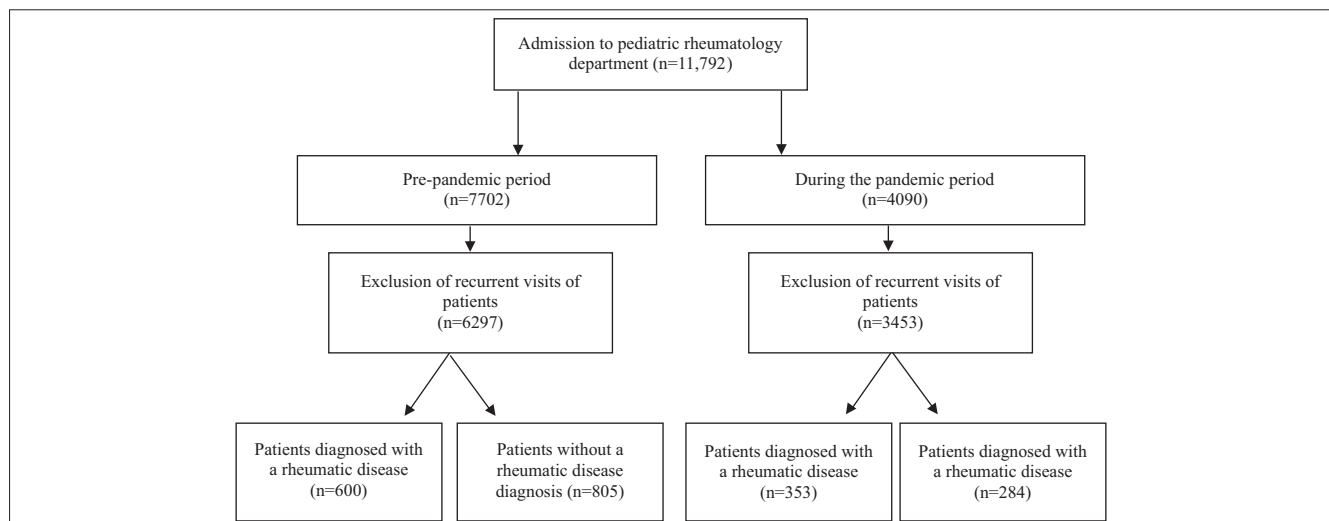 Admission to pediatric rheumatology
department (n=11,792)
Pre-pandemic period
(n=7702)
During the pandemic period
(n=4090)
Exclusion of recurrent visits of
patients
(n=6297)
Exclusion of recurrent visits of
patients
(n=3453)
Patients diagnosed with
a rheumatic disease
(n=600)
Patients without a
rheumatic disease
diagnosis (n=805)
Patients diagnosed with
a rheumatic disease
(n=353)
Patients diagnosed with
a rheumatic disease
(n=284)